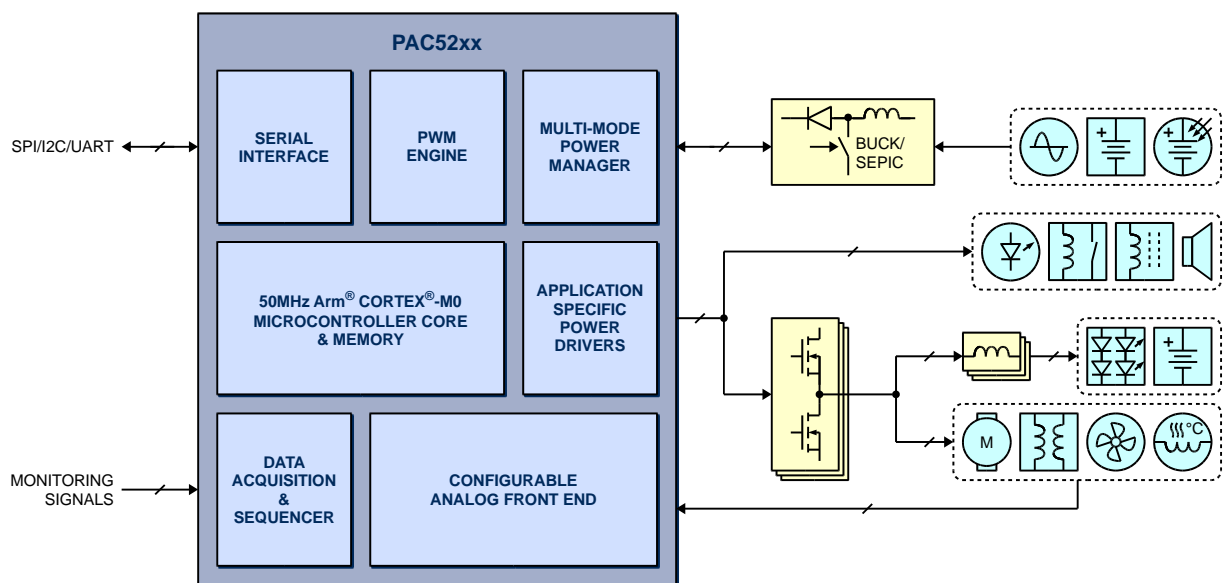 PAC52xx
SERIAL
INTERFACE
PWM
ENGINE
MULTI-MODE
POWER
MANAGER
SPI/I2C/UART
BUCK/
SEPIC
+
+
50MHz Arm® CORTEX®-M0
MICROCONTROLLER CORE
& MEMORY
APPLICATION
SPECIFIC
POWER
DRIVERS
+
M
°C
DATA
ACQUISITION
&
SEQUENCER
CONFIGURABLE
ANALOG FRONT END
MONITORING
SIGNALS